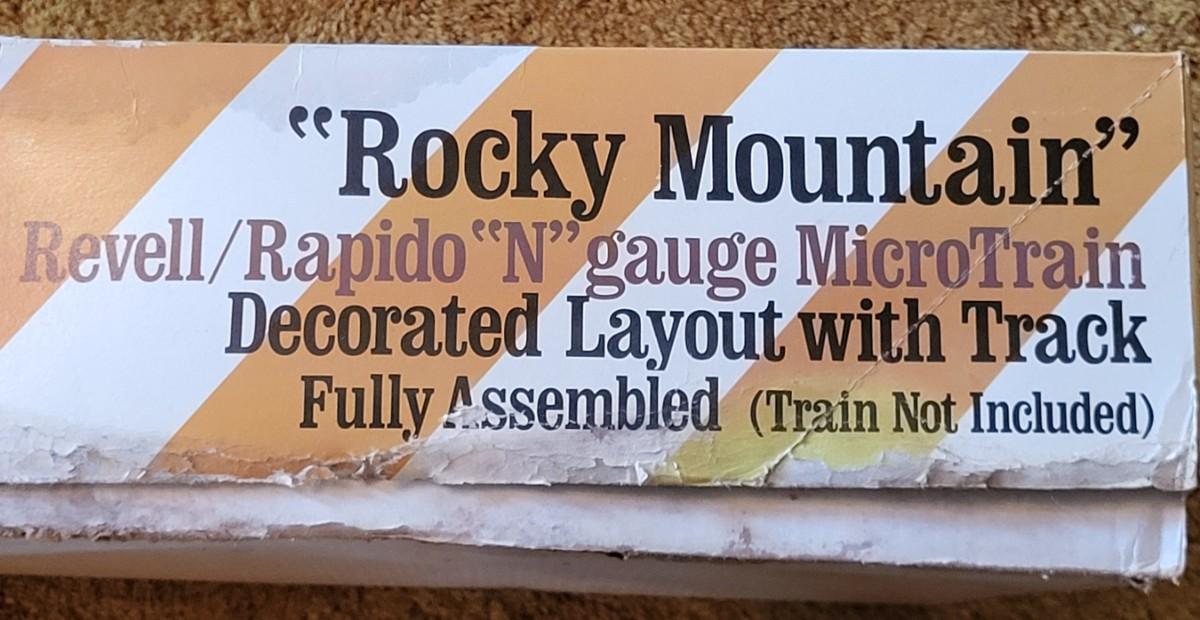 “Rocky Mountain”
Revell/Rapido “N” gauge MicroTrain
Decorated Layout with Track
Fully Assembled (Train Not Included)